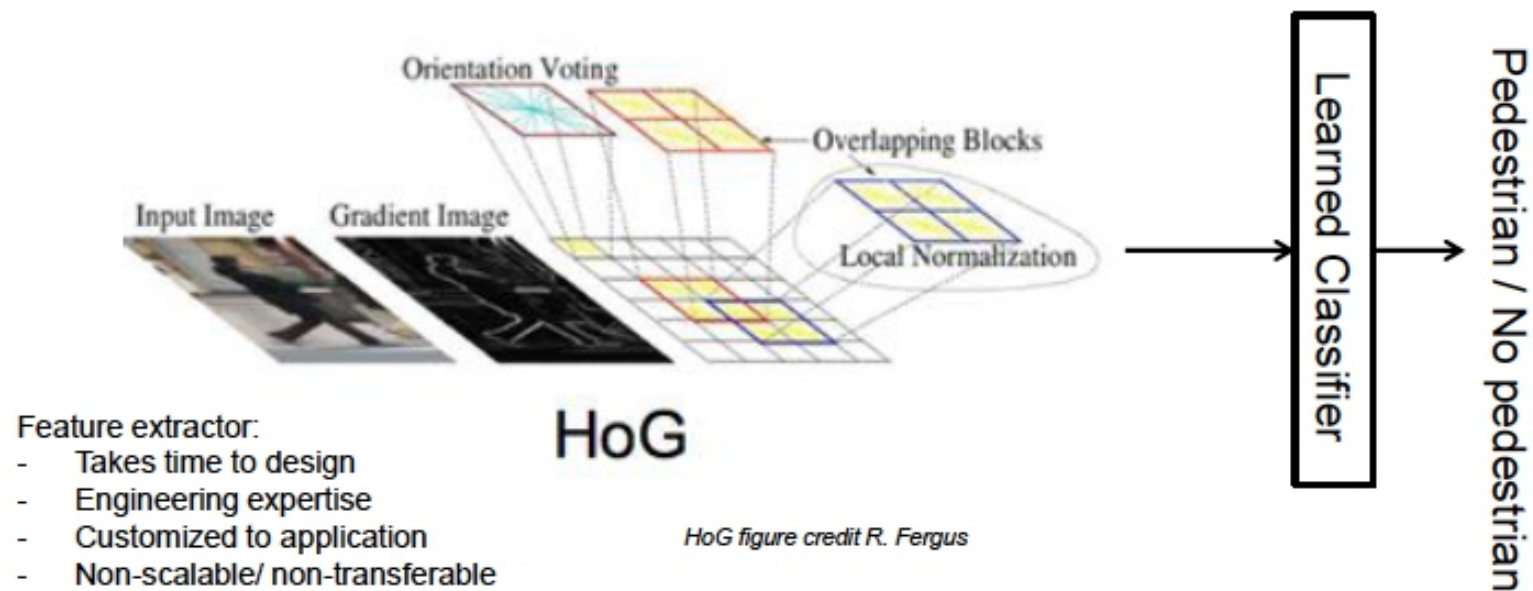 Orientation Voting
Overlapping Blocks
Input Image
Gradient Image
Local Normalization
Learned Classifier
Pedestrian / No pedestrian
HoG
Feature extractor:
- Takes time to design
- Engineering expertise
- Customized to application
- Non-scalable/ non-transferable
HoG figure credit R. Fergus